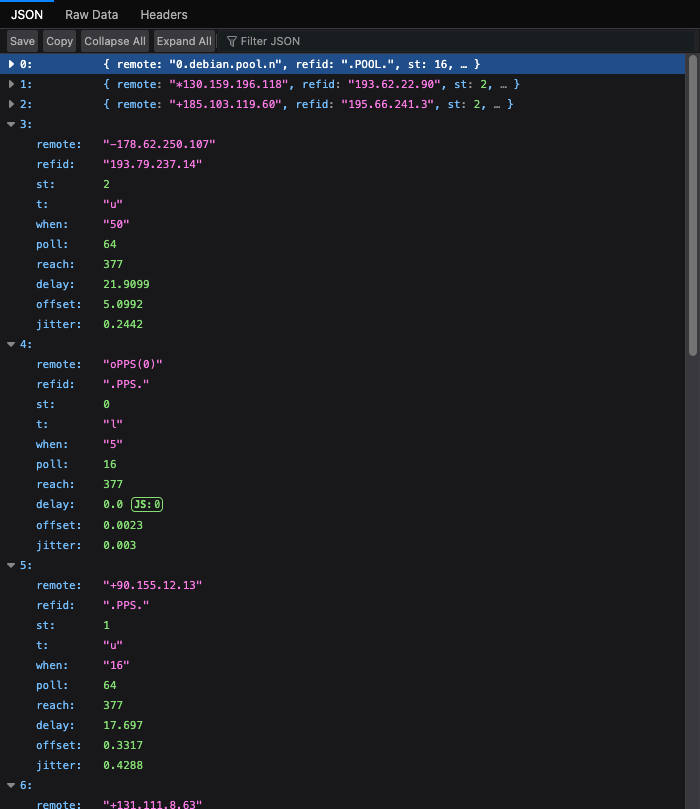 JSON Raw Data Headers
Save Copy Collapse All Expand All Filter JSON
0: { remote: "0.debian.pool.n", refid: ".POOL.", st: 16, … }
1: { remote: "*130.159.196.118", refid: "193.62.22.90", st: 2, … }
2: { remote: "+185.103.119.60", refid: "195.66.241.3", st: 2, … }
3:
remote: "-178.62.250.107"
refid: "193.79.237.14"
st: 2
t: "u"
when: "50"
poll: 64
reach: 377
delay: 21.9099
offset: 5.0992
jitter: 0.2442
4:
remote: "oPPS(0)"
refid: ".PPS."
st: 0
t: "l"
when: "5"
poll: 16
reach: 377
delay: 0.0 JS:0
offset: 0.0023
jitter: 0.003
5:
remote: "+90.155.12.13"
refid: ".PPS."
st: 1
t: "u"
when: "16"
poll: 64
reach: 377
delay: 17.697
offset: 0.3317
jitter: 0.4288
6:
remote: "+131.111.8.63"